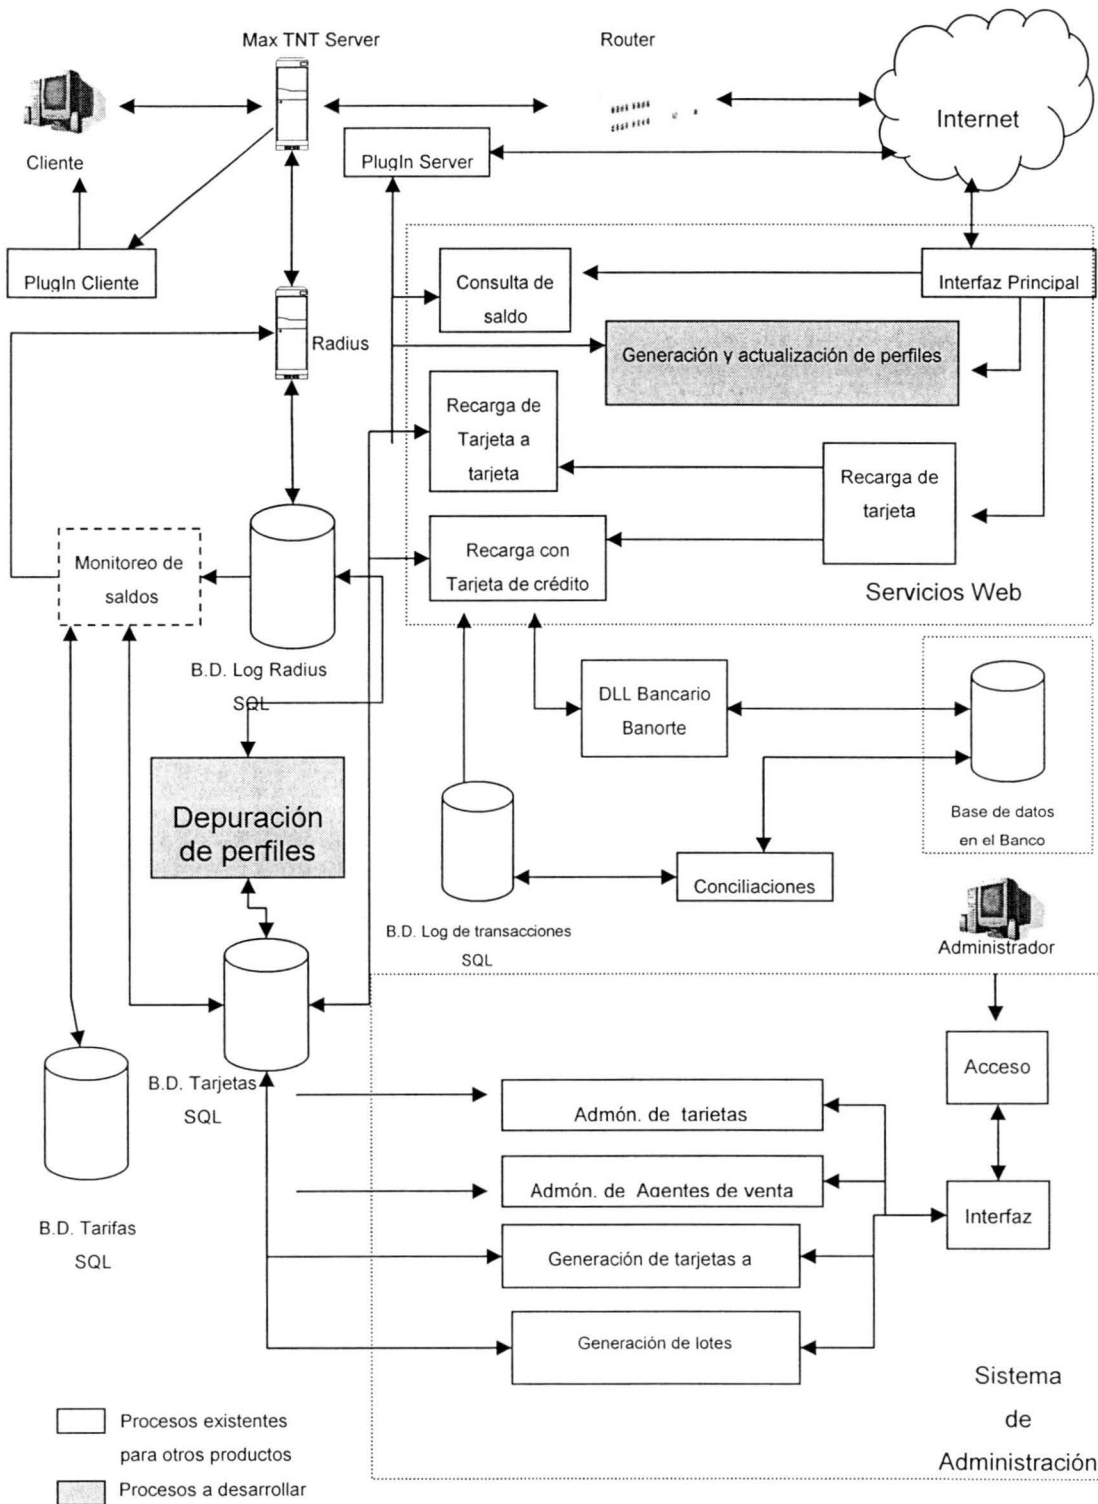 Max TNT Server
Router
Internet
Cliente
PlugIn Server
PlugIn Cliente
Consulta de
saldo
Interfaz Principal
Radius
Generación y actualización de perfiles
Recarga de
Tarjeta a
tarjeta
Recarga de
tarjeta
Monitoreo de
saldos
Recarga con
Tarjeta de crédito
Servicios Web
B.D. Log Radius
SQL
DLL Bancario
Banorte
Depuración
de perfiles
Base de datos
en el Banco
Conciliaciones
B.D. Log de transacciones
SQL
Administrador
Acceso
B.D. Tarjetas
SQL
Admón. de tarjetas
Admón. de Agentes de venta
Interfaz
B.D. Tarifas
SQL
Generación de tarjetas a
Generación de lotes
Sistema
de
Administración
Procesos existentes
para otros productos
Procesos a desarrollar